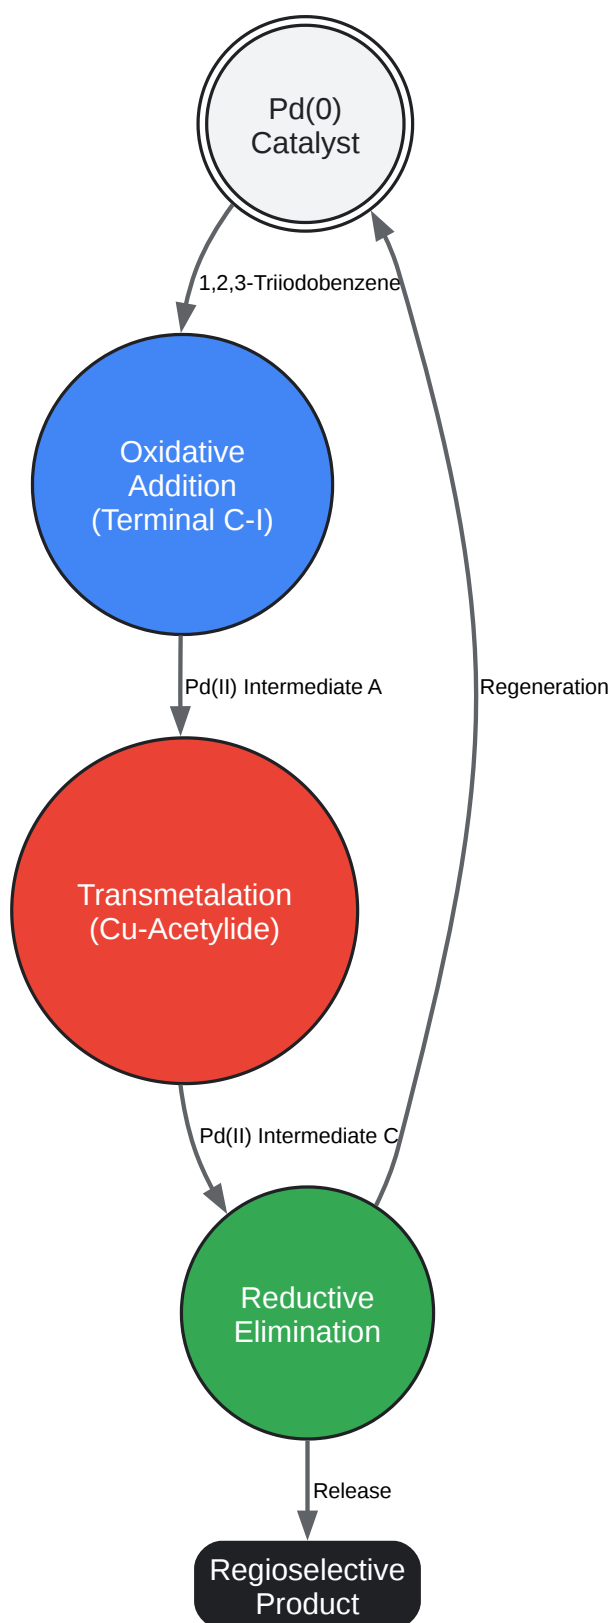 Pd(0)
Catalyst
1,2,3-Triiodobenzene
Oxidative
Addition
(Terminal C-I)
Pd(II) Intermediate A
Regeneration
Transmetalation
(Cu-Acetylide)
Pd(II) Intermediate C
Reductive
Elimination
Release
Regioselective
Product